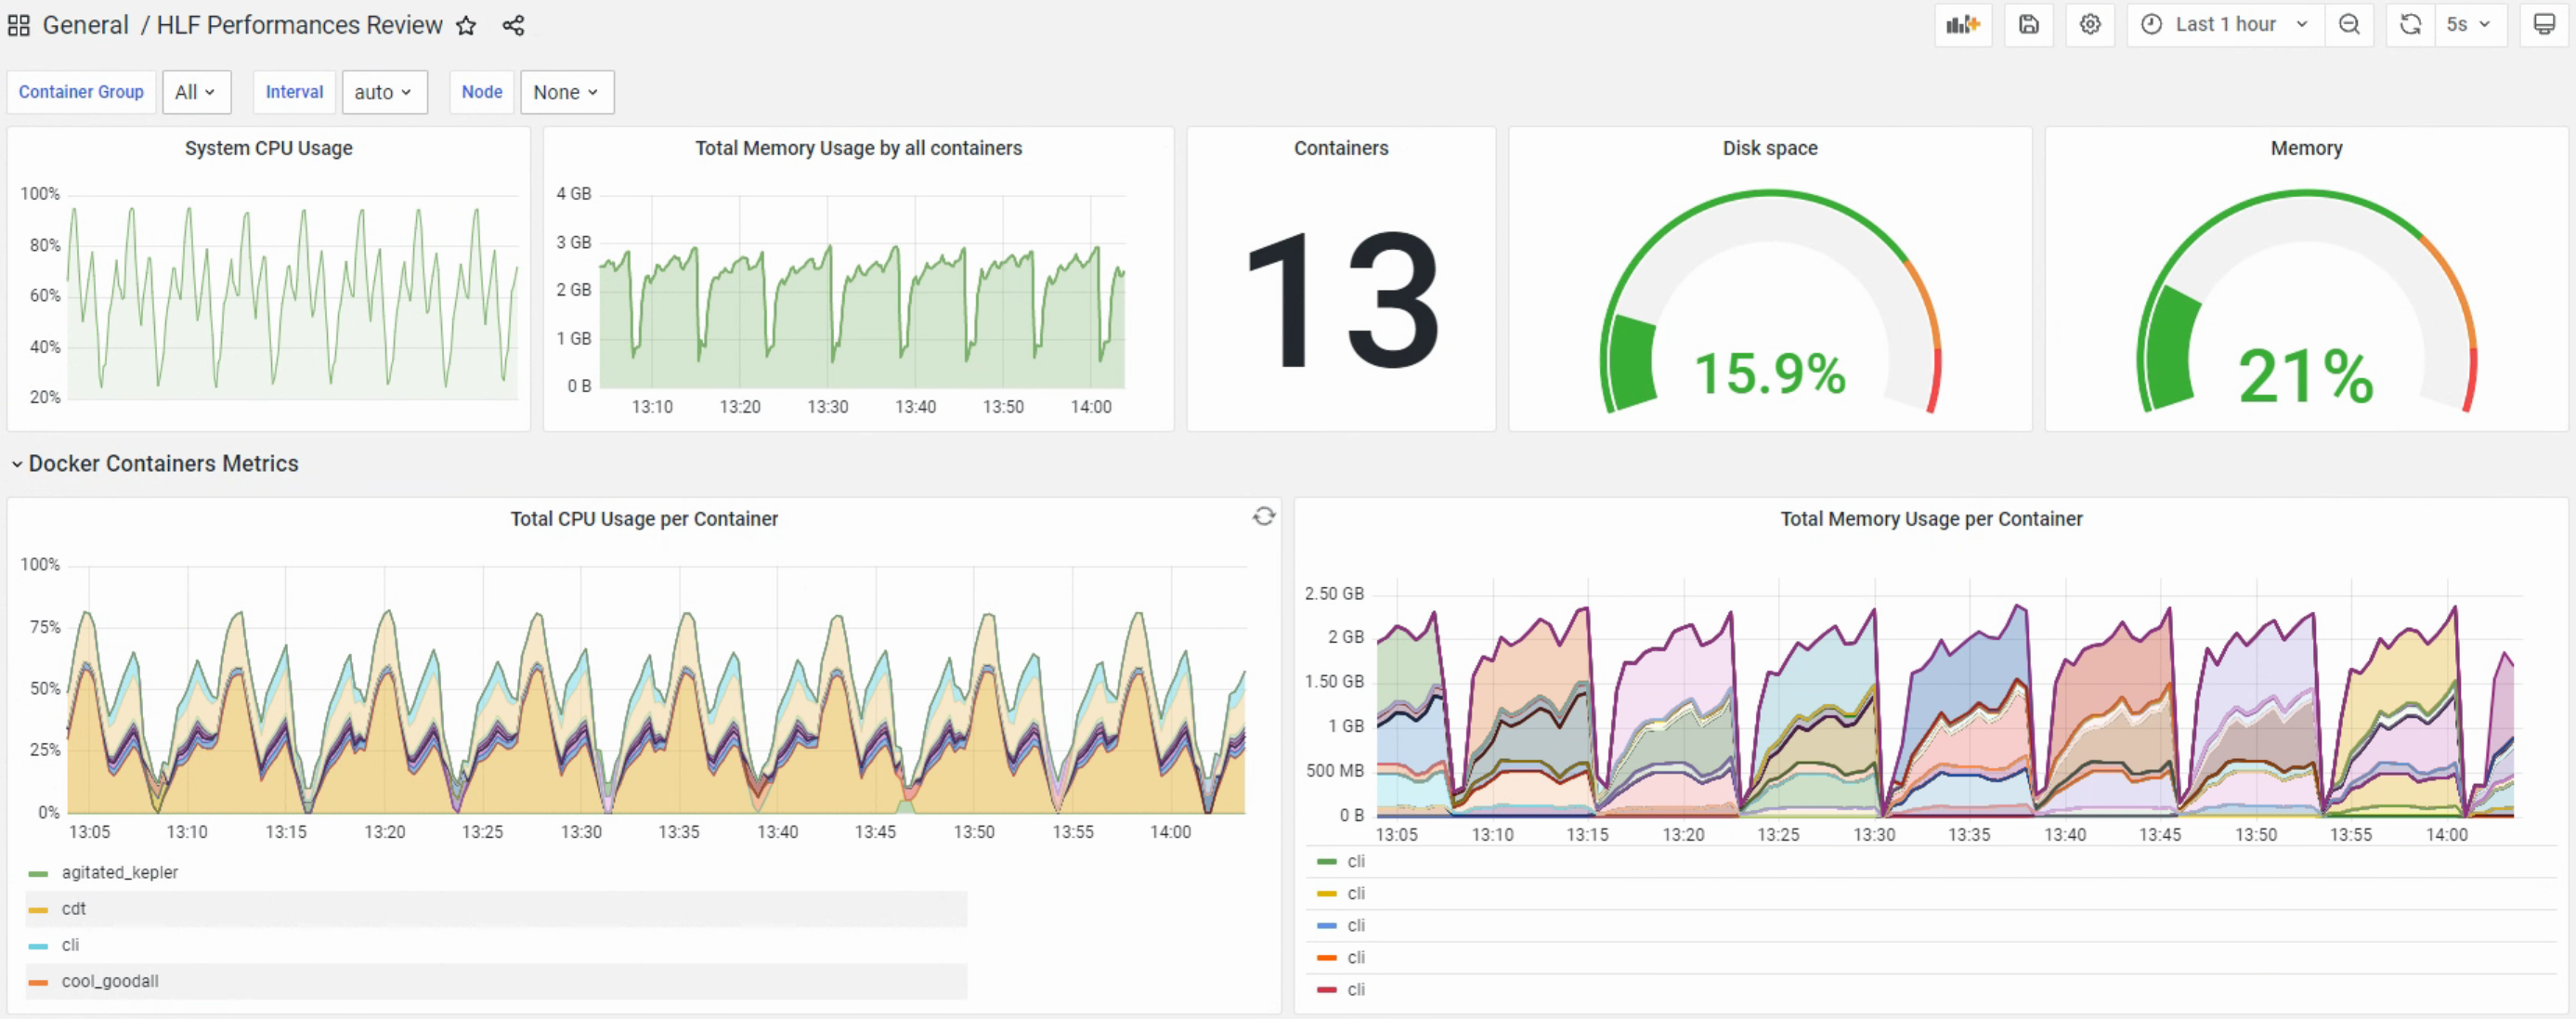 General / HLF Performances Review
Last 1 hour
5s
Container Group All Interval auto Node None
System CPU Usage
100%
80%
60%
40%
20%
Total Memory Usage by all containers
4 GB
3 GB
2 GB
1 GB
0 B
13:10 13:20 13:30 13:40 13:50 14:00
Containers
13
Disk space
15.9%
Memory
21%
Docker Containers Metrics
Total CPU Usage per Container
100%
75%
50%
25%
0%
13:05 13:10 13:15 13:20 13:25 13:30 13:35 13:40 13:45 13:50 13:55 14:00
agitated_kepler
cdt
cli
cool_goodall
Total Memory Usage per Container
2.50 GB
2 GB
1.50 GB
1 GB
500 MB
0 B
13:05 13:10 13:15 13:20 13:25 13:30 13:35 13:40 13:45 13:50 13:55 14:00
cli
cli
cli
cli
cli